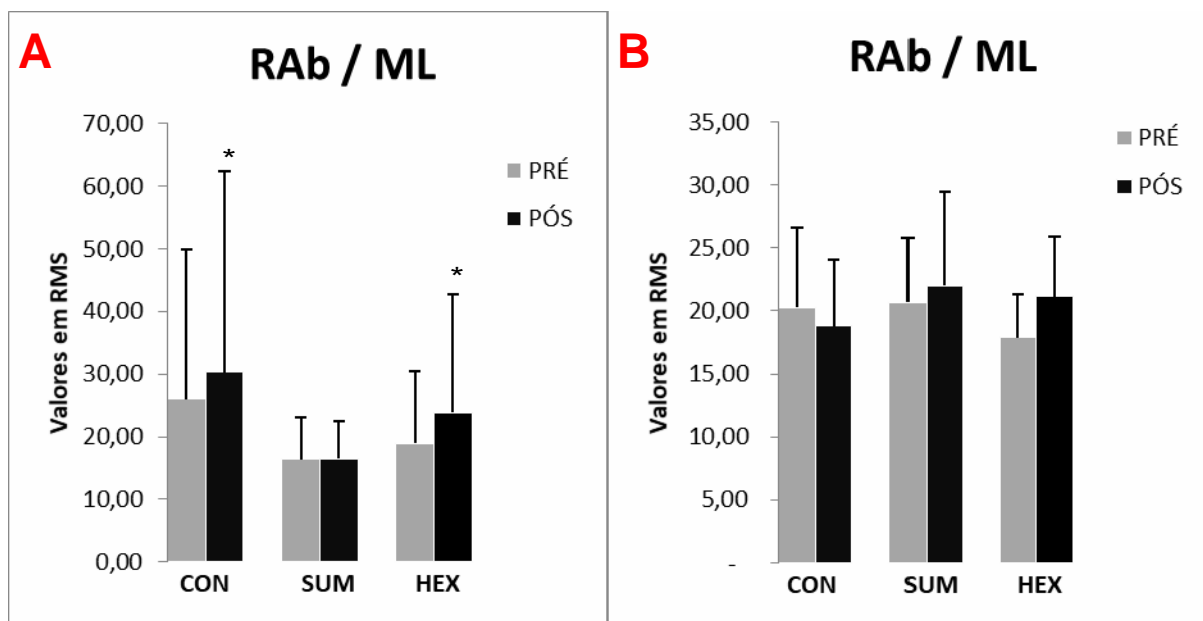 A
RAb / ML
70,00
60,00
50,00
40,00
30,00
20,00
10,00
0,00
Valores em RMS
*
*
PRÉ
PÓS
CON SUM HEX
B
RAb / ML
35,00
30,00
25,00
20,00
15,00
10,00
5,00
-
Valores em RMS
PRÉ
PÓS
CON SUM HEX